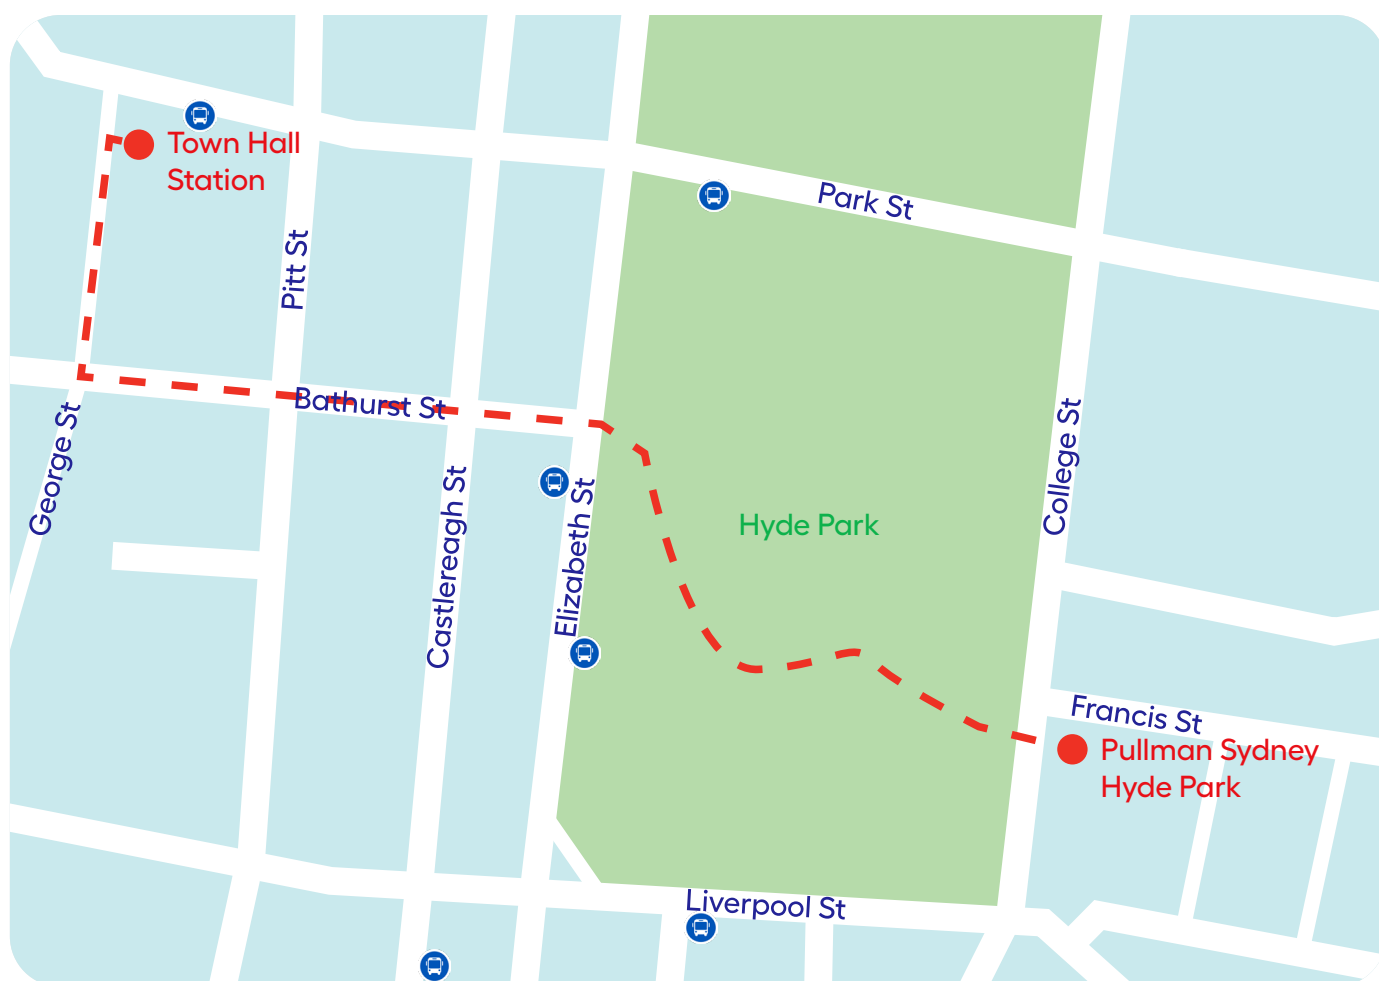 Town Hall
Station
Park St
Pitt St
Bathurst St
George St
Castlereagh St
Elizabeth St
Hyde Park
College St
Francis St
Pullman Sydney
Hyde Park
Liverpool St